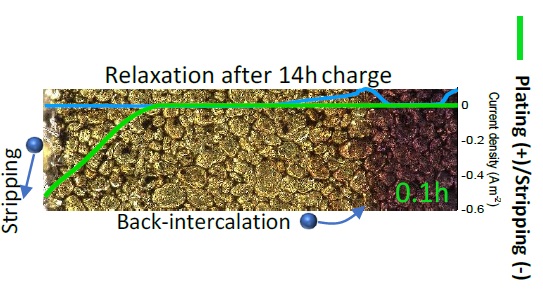 Relaxation after 14h charge
Stripping
0
-0.2
-0.4
-0.6
Current density (A m⁻²)
Plating (+)/Stripping (-)
0.1h
Back-intercalation